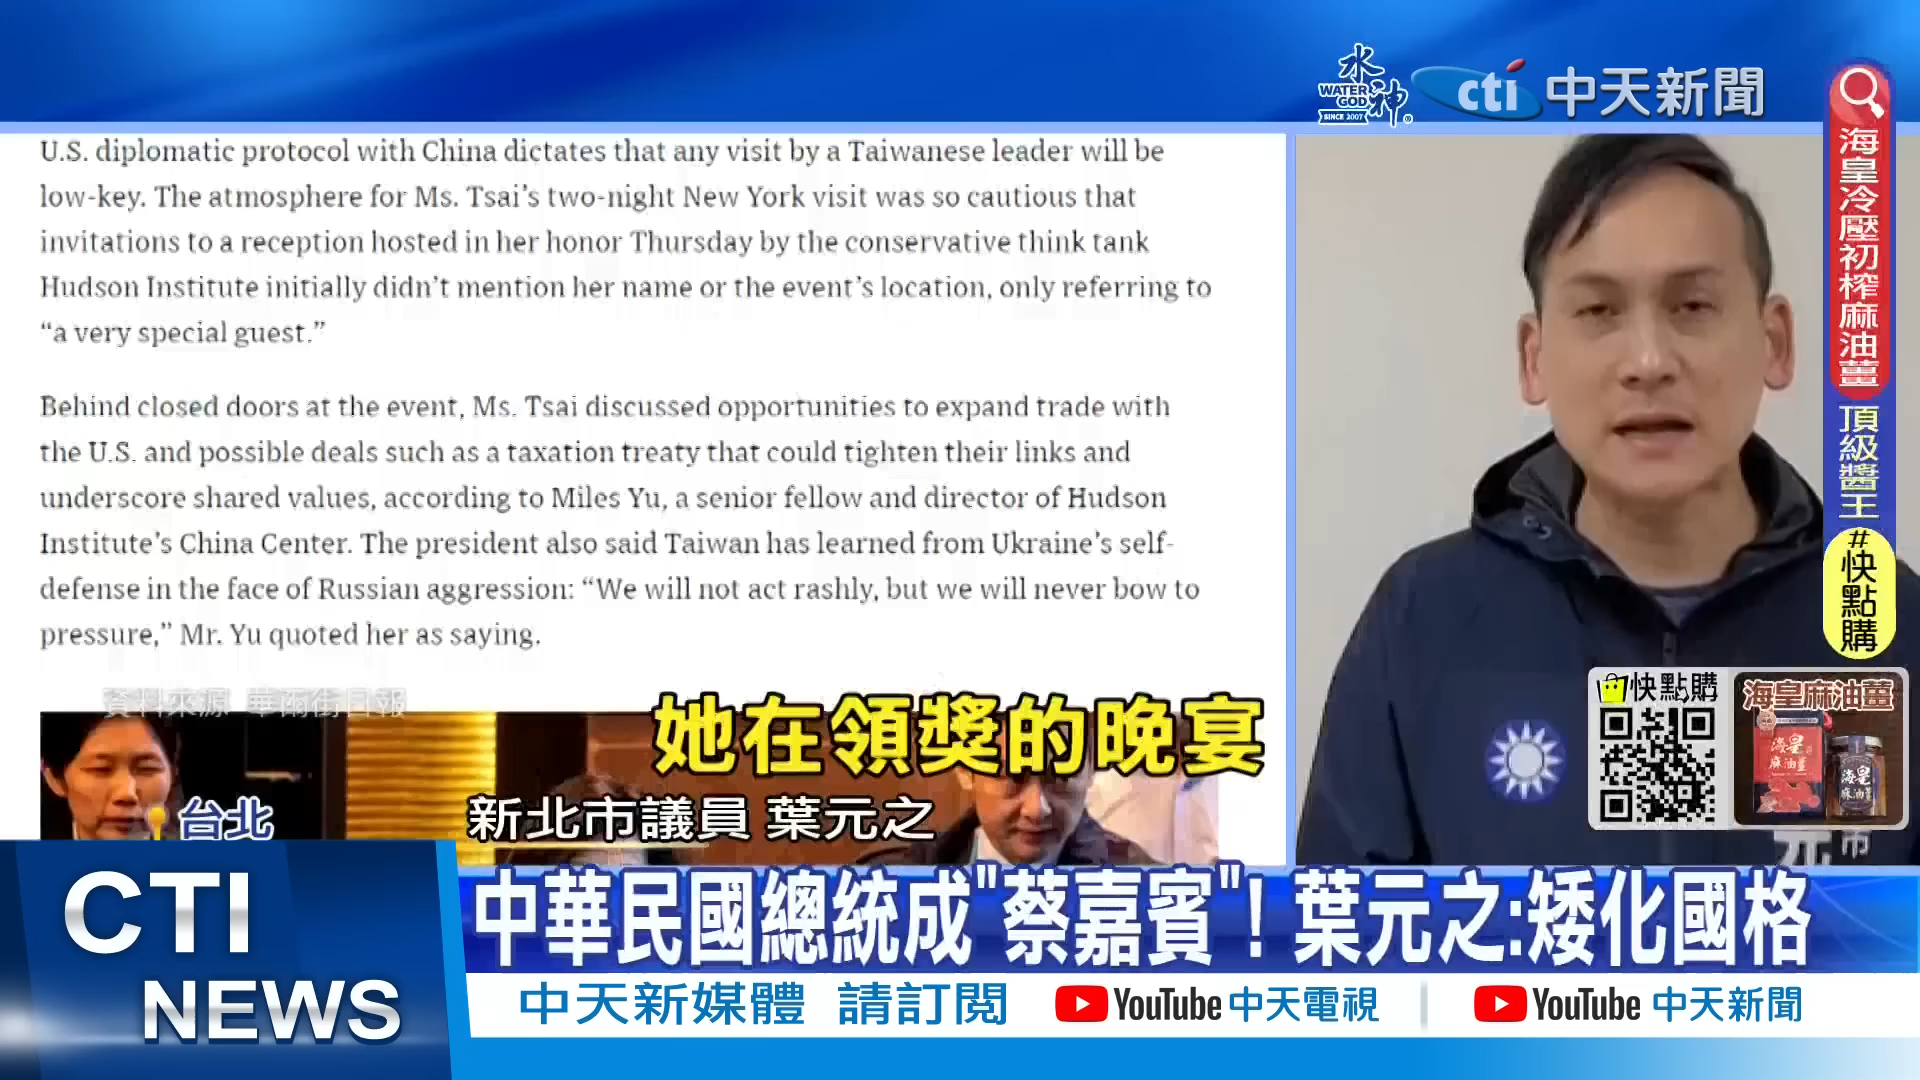 水神
WATER
GOD
SINCE 2007
cti 中天新聞
U.S. diplomatic protocol with China dictates that any visit by a Taiwanese leader will be
low-key. The atmosphere for Ms. Tsai’s two-night New York visit was so cautious that
invitations to a reception hosted in her honor Thursday by the conservative think tank
Hudson Institute initially didn’t mention her name or the event’s location, only referring to
“a very special guest.”
Behind closed doors at the event, Ms. Tsai discussed opportunities to expand trade with
the U.S. and possible deals such as a taxation treaty that could tighten their links and
underscore shared values, according to Miles Yu, a senior fellow and director of Hudson
Institute’s China Center. The president also said Taiwan has learned from Ukraine’s self-
defense in the face of Russian aggression: “We will not act rashly, but we will never bow to
pressure,” Mr. Yu quoted her as saying.
資料來源 華爾街日報
海皇冷壓初榨麻油薑
頂級醬王
#快點購
快點購
海皇麻油薑
海皇
麻油薑
海皇
麻油薑
她在領獎的晚宴
台北
新北市議員 葉元之
元
市
CTI
NEWS
中華民國總統成"蔡嘉賓"! 葉元之:矮化國格
中天新媒體 請訂閱
YouTube 中天電視
YouTube 中天新聞